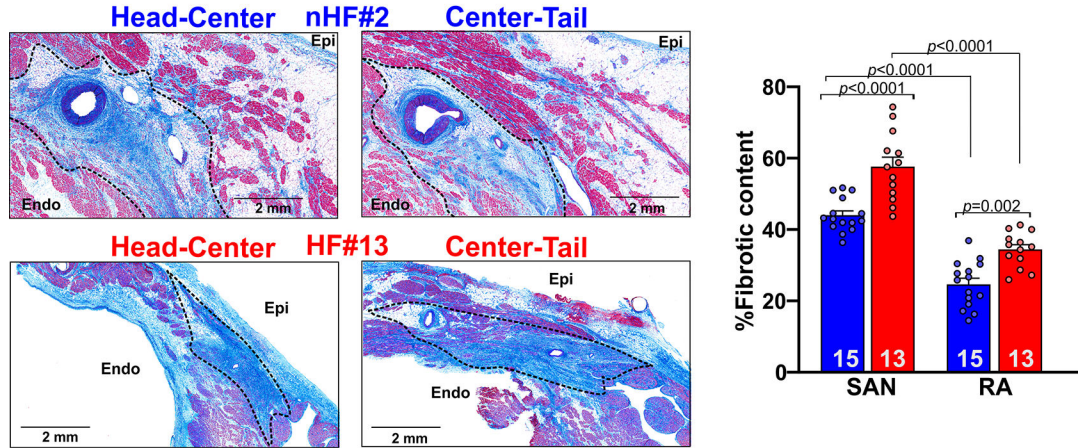 Head-Center nHF#2 Center-Tail
Epi
Endo
2 mm
Epi
Endo
2 mm
Head-Center HF#13 Center-Tail
Epi
Endo
2 mm
Epi
Endo
2 mm
p<0.0001
p<0.0001
p<0.0001
p=0.002
%Fibrotic content
80
60
40
20
0
15 13 15 13
SAN RA